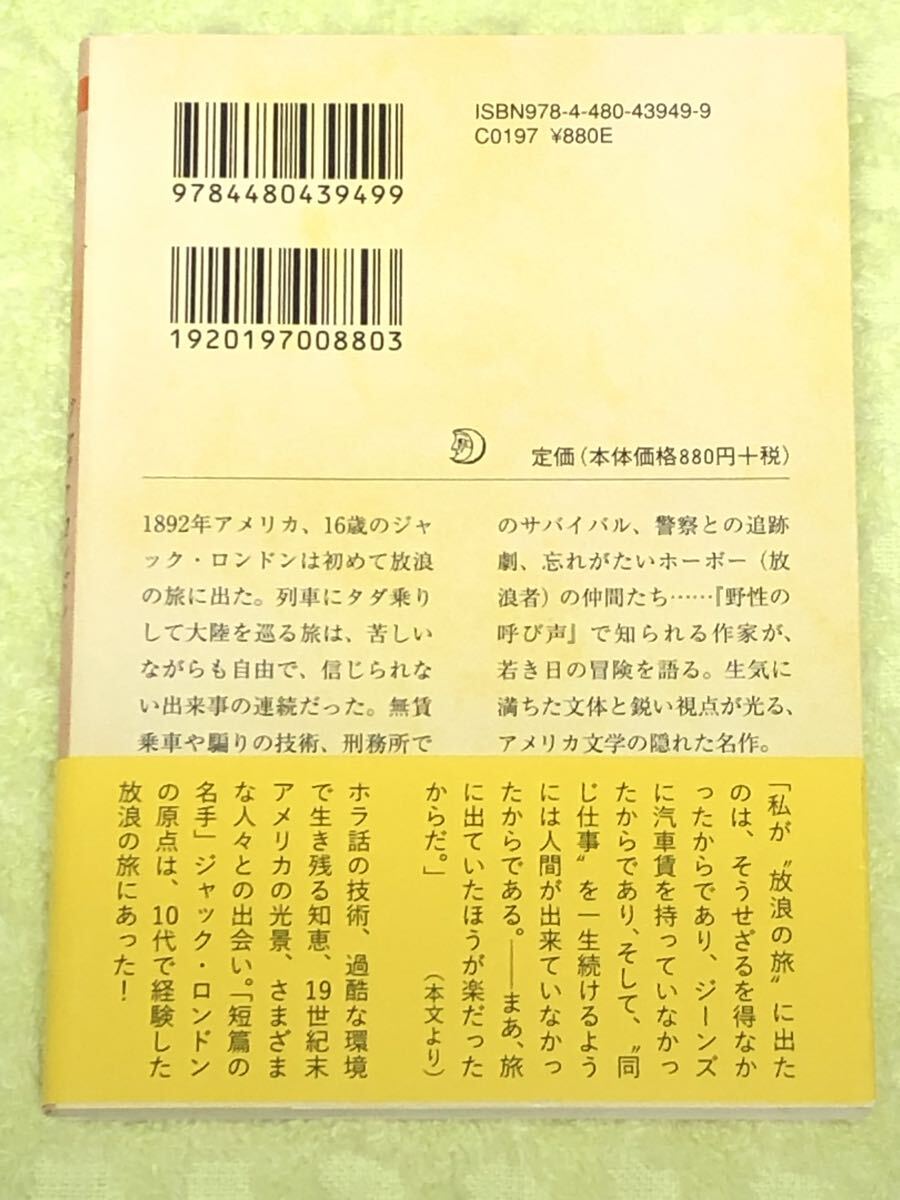 ISBN978-4-480-43949-9
C0197 ¥880E
9784480439499
1920197008803
定価(本体価格880円+税)
1892年アメリカ、16歳のジャ
ック・ロンドンは初めて放浪
の旅に出た。列車にタダ乗り
して大陸を巡る旅は、苦しい
ながらも自由で、信じられな
い出来事の連続だった。無賃
乗車や騙りの技術、刑務所で
のサバイバル、警察との追跡
劇、忘れがたいホーボー(放
浪者)の仲間たち……『野性の
呼び声』で知られる作家が、
若き日の冒険を語る。生気に
満ちた文体と鋭い視点が光る、
アメリカ文学の隠れた名作。
「私が〝放浪の旅〟に出た
のは、そうせざるを得なか
ったからであり、ジーンズ
に汽車賃を持っていなかっ
たからであり、そして、〝同
じ仕事〟を一生続けるよう
には人間が出来ていなかっ
たからである。――まあ、旅
に出ていたほうが楽だった
からだ。」
(本文より)
ホラ話の技術、過酷な環境
で生き残る知恵、19世紀末
アメリカの光景、さまざま
な人々との出会い。「短篇の
名手」ジャック・ロンドン
の原点は、10代で経験した
放浪の旅にあった!